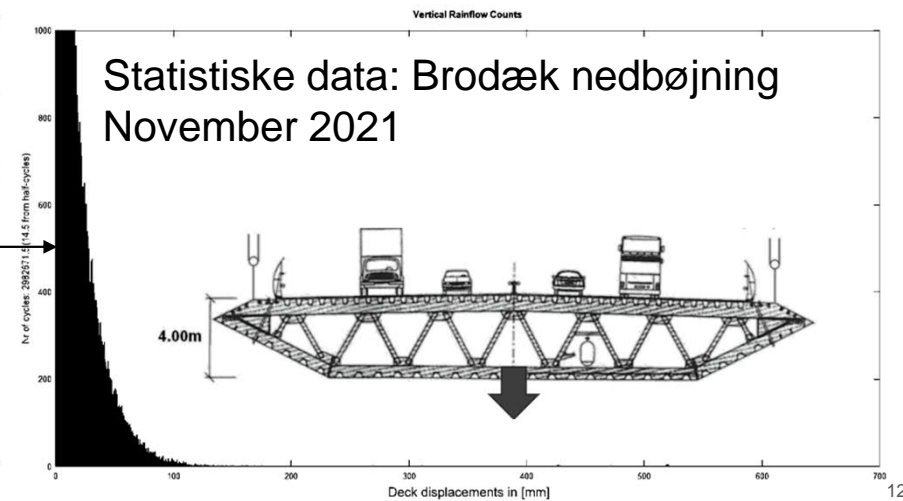 Vertical Rainflow Counts
Statistiske data: Brodæk nedbøjning
November 2021
Nr of cycles: 2982671.5 (14.5 from half-cycles)
1000
800
600
400
200
0
4.00m
0
100
200
300
400
500
600
700
Deck displacements in [mm]
12